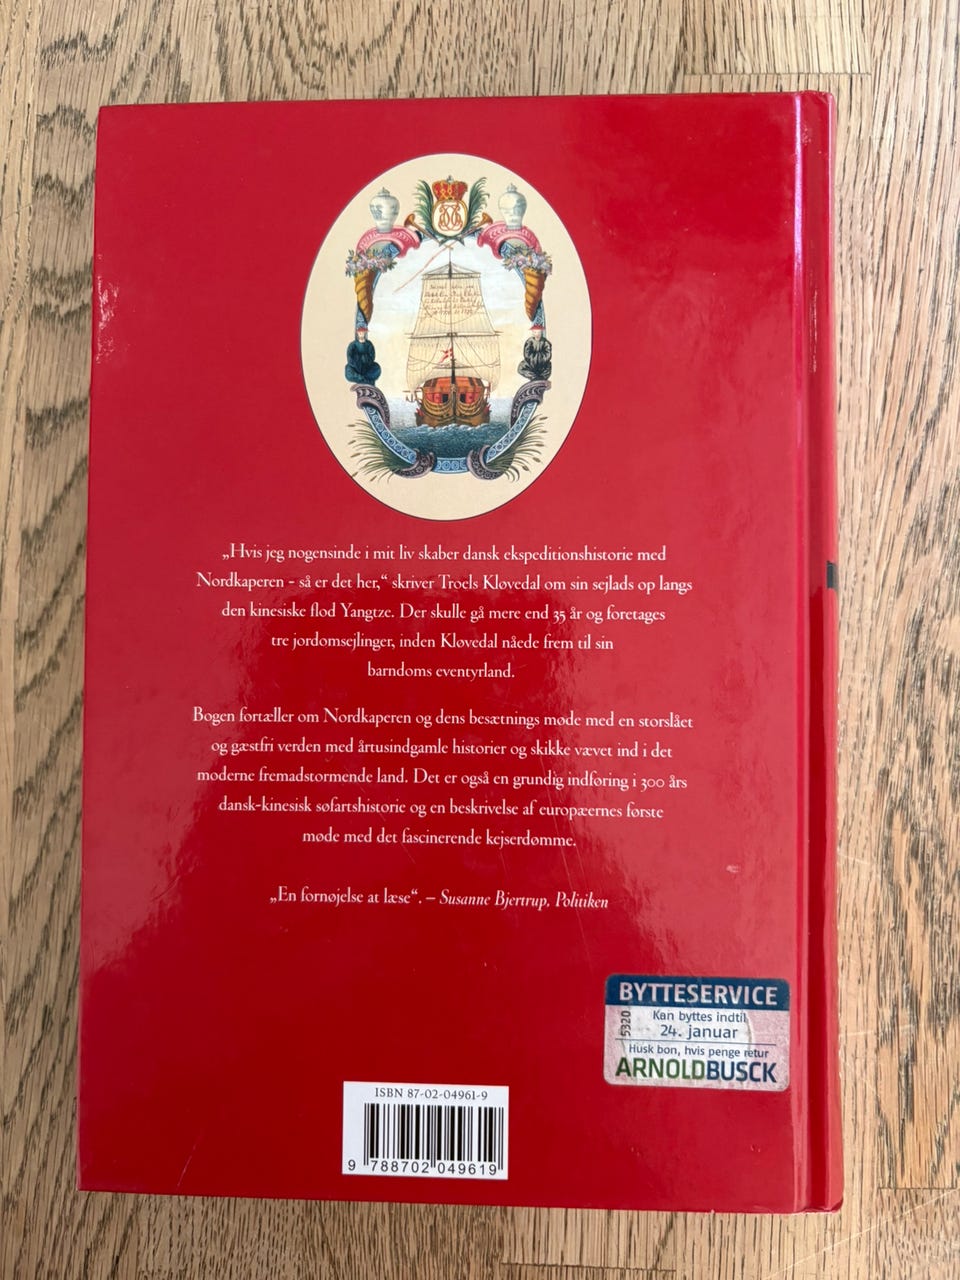 „Hvis jeg nogensinde i mit liv skaber dansk ekspeditionshistorie med
Nordkaperen - så er det her,“ skriver Troels Kløvedal om sin sejlads op langs
den kinesiske flod Yangtze. Der skulle gå mere end 35 år og foretages
tre jordomsejlinger, inden Kløvedal nåede frem til sin
barndoms eventyrland.
Bogen fortæller om Nordkaperen og dens besætnings møde med en storslået
og gæstfri verden med årtusindgamle historier og skikke vævet ind i det
moderne fremadstormende land. Det er også en grundig indføring i 300 års
dansk-kinesisk søfartshistorie og en beskrivelse af europæernes første
møde med det fascinerende kejserdømme.
„En fornøjelse at læse“. – Susanne Bjertrup, Politiken
BYTTESERVICE
5320
Kan byttes indtil
24. januar
Husk bon, hvis penge retur
ARNOLDBUSCK
ISBN 87-02-04961-9
9 788702 049619